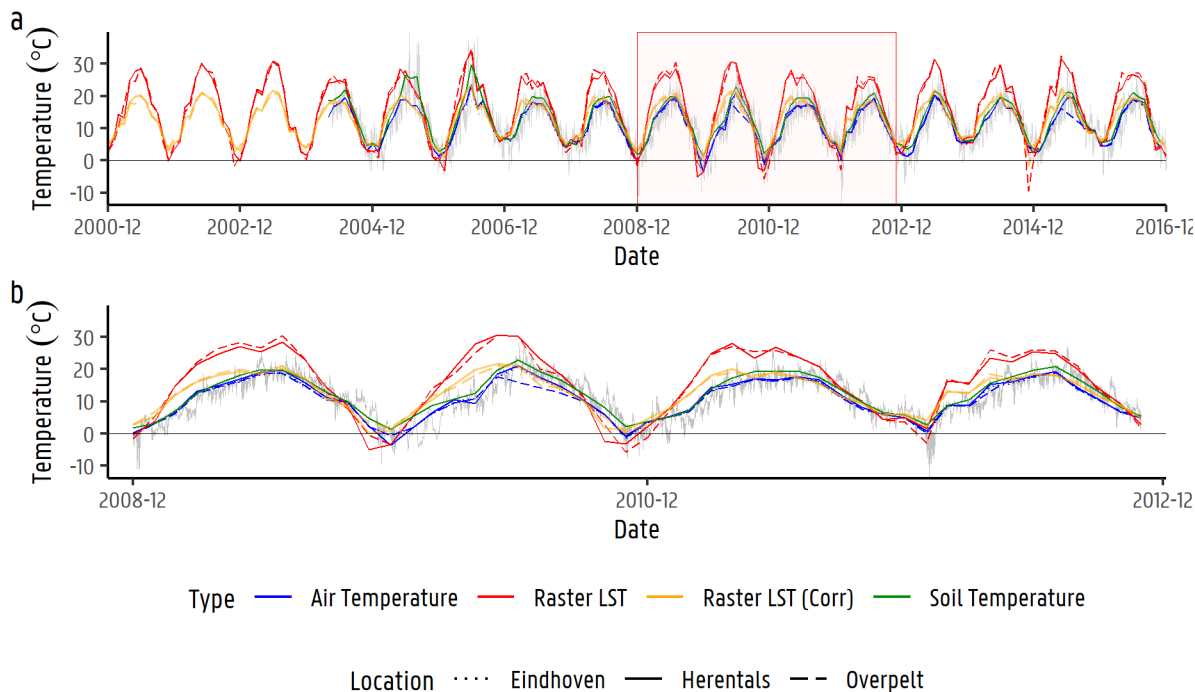 a
Temperature (°C)
30
20
10
0
-10
2000-12 2002-12 2004-12 2006-12 2008-12 2010-12 2012-12 2014-12 2016-12
Date
b
Temperature (°C)
30
20
10
0
-10
2008-12 2010-12 2012-12
Date
Type Air Temperature Raster LST Raster LST (Corr) Soil Temperature
Location Eindhoven Herentals Overpelt